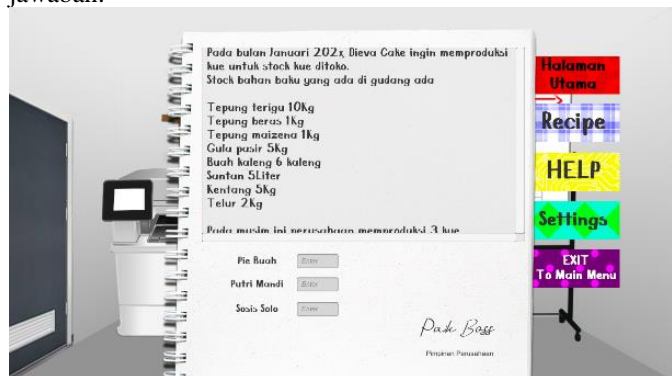 jawaban.
Pada bulan Januari 202x, Dieva Cake ingin memproduksi
kue untuk stock kue ditoko.
Stock bahan baku yang ada di gudang ada
Tepung terigu 10Kg
Tepung beras 1Kg
Tepung maizena 1Kg
Gula pasir 5Kg
Buah kaleng 6 kaleng
Santan 5Liter
Kentang 5Kg
Telur 2Kg
Pada musim ini perusahaan memproduksi 3 kue
Pie Buah Enter
Putri Mandi Enter
Sosis Solo Enter
Pak Boss
Pimpinan Perusahaan
Halaman
Utama
Recipe
HELP
Settings
EXIT
To Main Menu